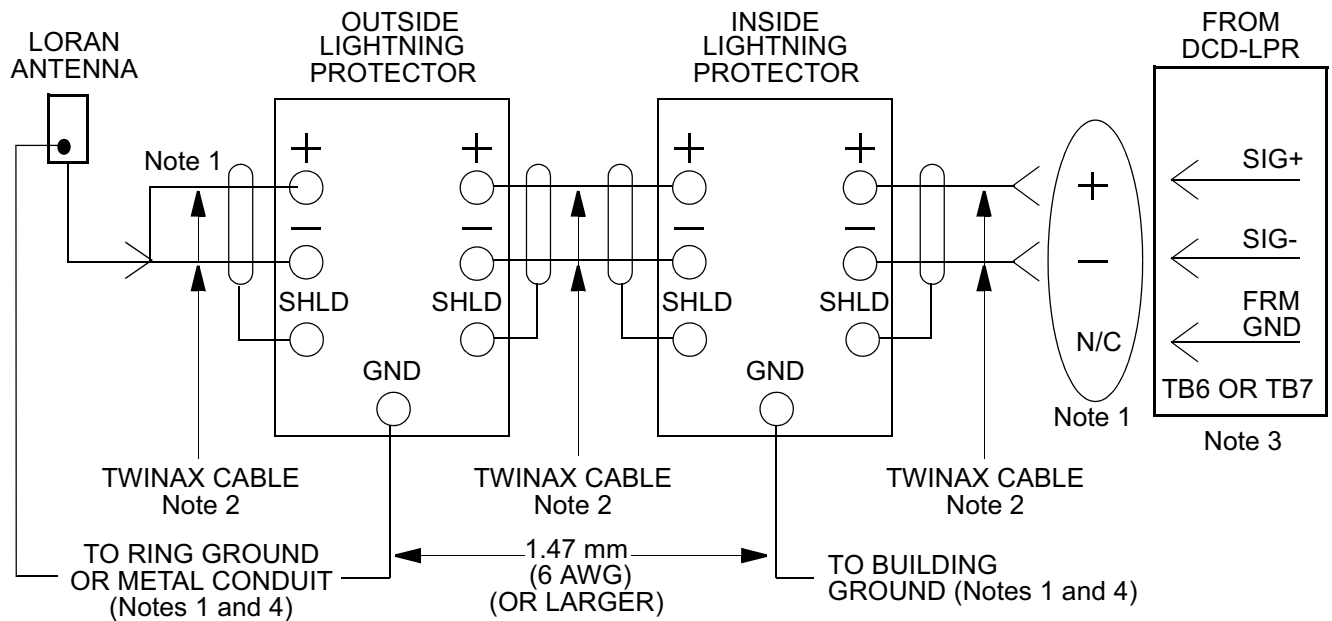 LORAN
ANTENNA
OUTSIDE
LIGHTNING
PROTECTOR
INSIDE
LIGHTNING
PROTECTOR
FROM
DCD-LPR
Note 1
+
−
SHLD
+
−
SHLD
GND
+
−
SHLD
+
−
SHLD
GND
+
−
N/C
Note 1
SIG+
SIG-
FRM
GND
TB6 OR TB7
Note 3
TWINAX CABLE
Note 2
TWINAX CABLE
Note 2
TWINAX CABLE
Note 2
TO RING GROUND
OR METAL CONDUIT
(Notes 1 and 4)
1.47 mm
(6 AWG)
(OR LARGER)
TO BUILDING
GROUND (Notes 1 and 4)